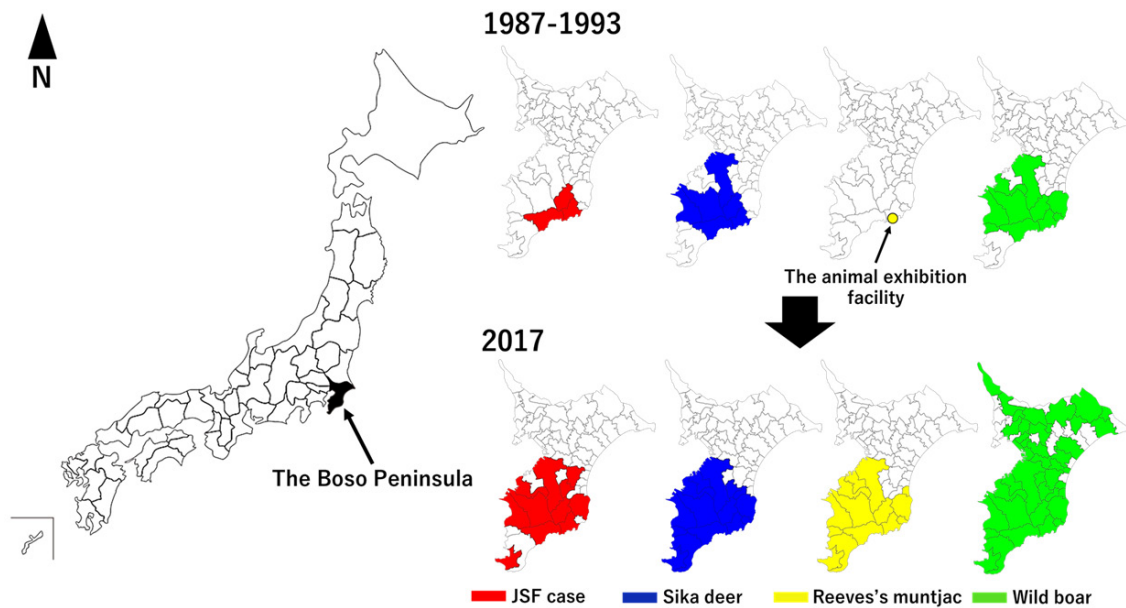 N
1987-1993
The animal exhibition
facility
2017
The Boso Peninsula
JSF case
Sika deer
Reeves's muntjac
Wild boar